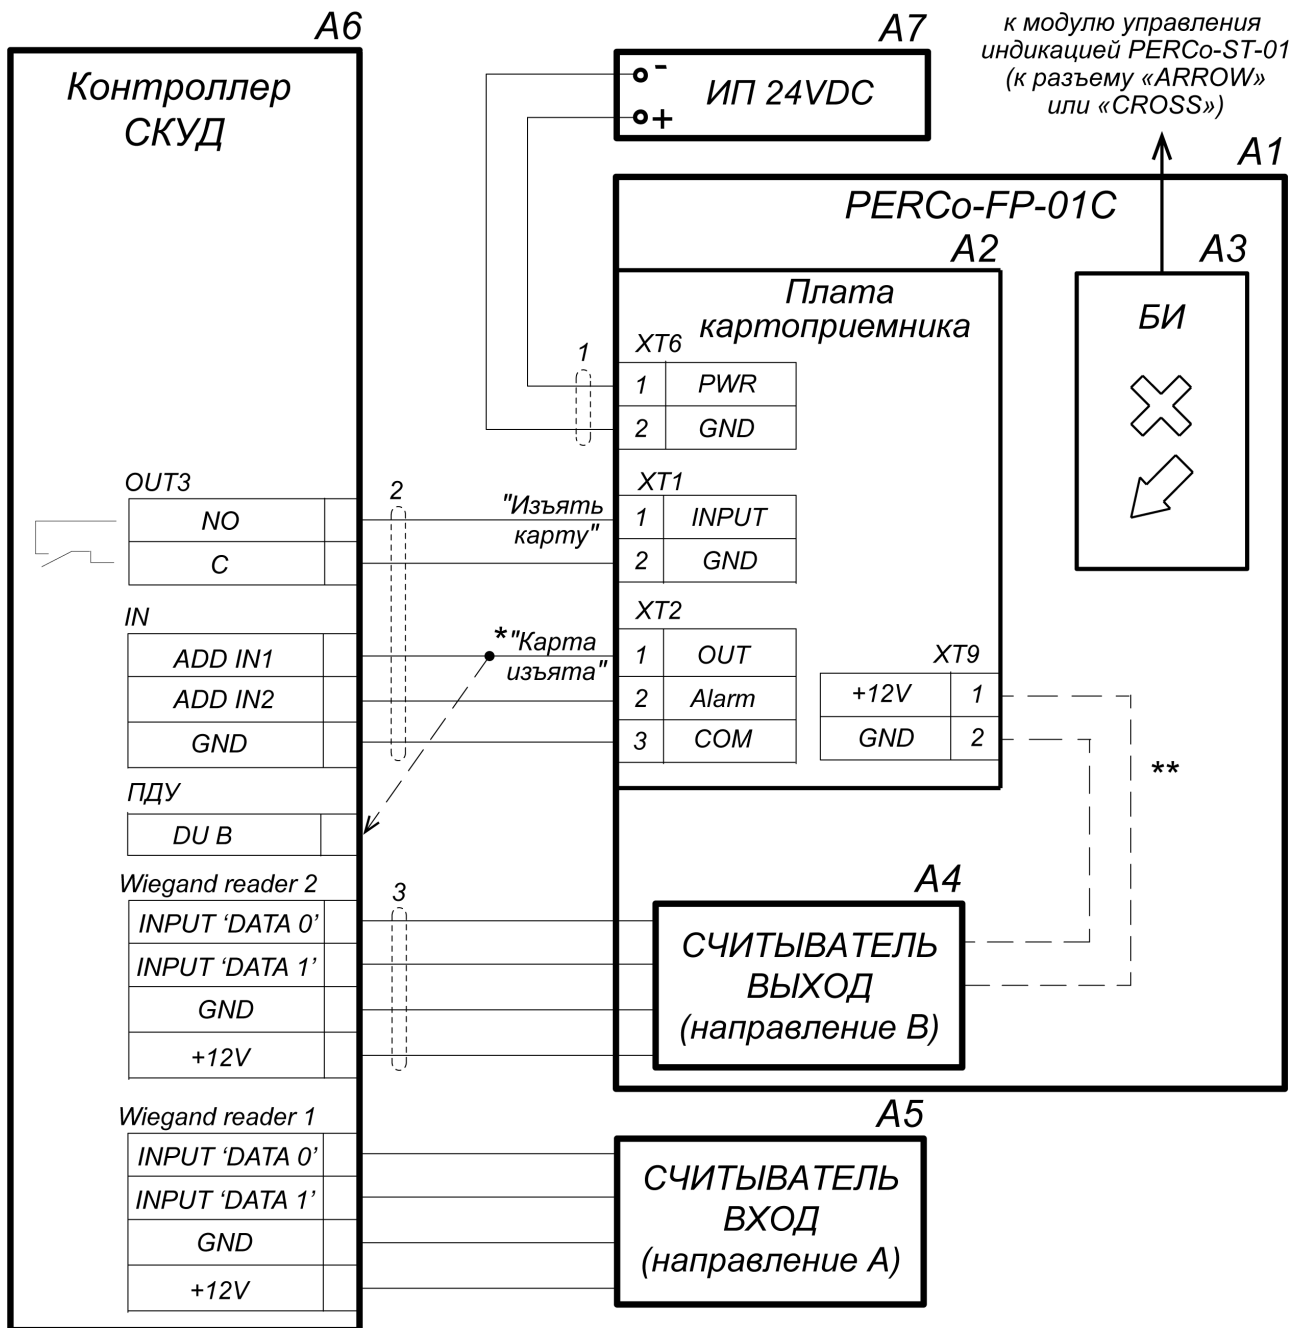 A6
Контроллер
СКУД
A7
- ИП 24VDC
+
к модулю управления
индикацией PERCo-ST-01
(к разъему «ARROW»
или «CROSS»)
A1
PERCo-FP-01C
A2
Плата
картоприемника
A3
БИ
1
XT6
1 PWR
2 GND
OUT3
NO
C
2
"Изъять
карту"
XT1
1 INPUT
2 GND
IN
ADD IN1
ADD IN2
GND
* "Карта
изъята"
XT2
1 OUT
2 Alarm
3 COM
XT9
+12V 1
GND 2
**
ПДУ
DU B
Wiegand reader 2
INPUT ‘DATA 0’
INPUT ‘DATA 1’
GND
+12V
3
A4
СЧИТЫВАТЕЛЬ
ВЫХОД
(направление B)
Wiegand reader 1
INPUT ‘DATA 0’
INPUT ‘DATA 1’
GND
+12V
A5
СЧИТЫВАТЕЛЬ
ВХОД
(направление A)